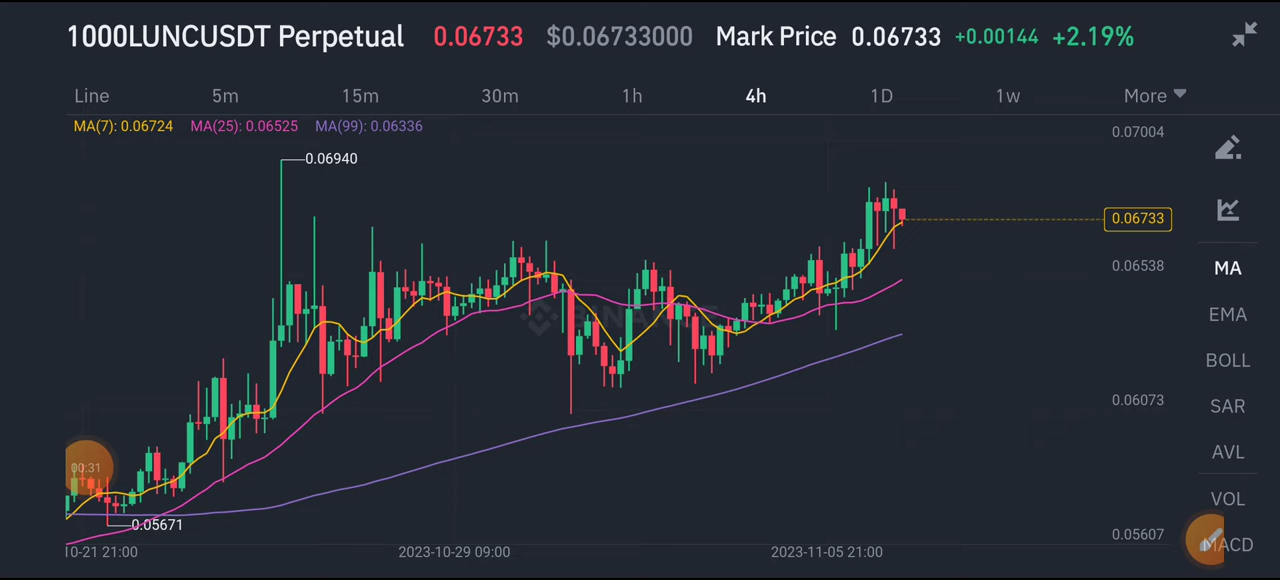 1000LUNCUSDT Perpetual 0.06733 $0.06733000 Mark Price 0.06733 +0.00144 +2.19%
Line 5m 15m 30m 1h 4h 1D 1w More
MA(7): 0.06724 MA(25): 0.06525 MA(99): 0.06336
0.07004
0.06940
0.06733
0.06538
MA
EMA
BOLL
0.06073
SAR
AVL
00:31
VOL
0.05671
0.05607
MACD
10-21 21:00 2023-10-29 09:00 2023-11-05 21:00